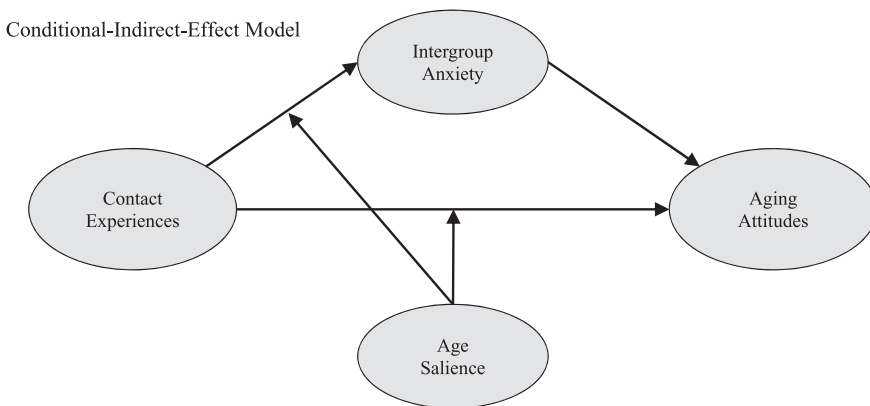 Conditional-Indirect-Effect Model
Intergroup
Anxiety
Contact
Experiences
Aging
Attitudes
Age
Salience